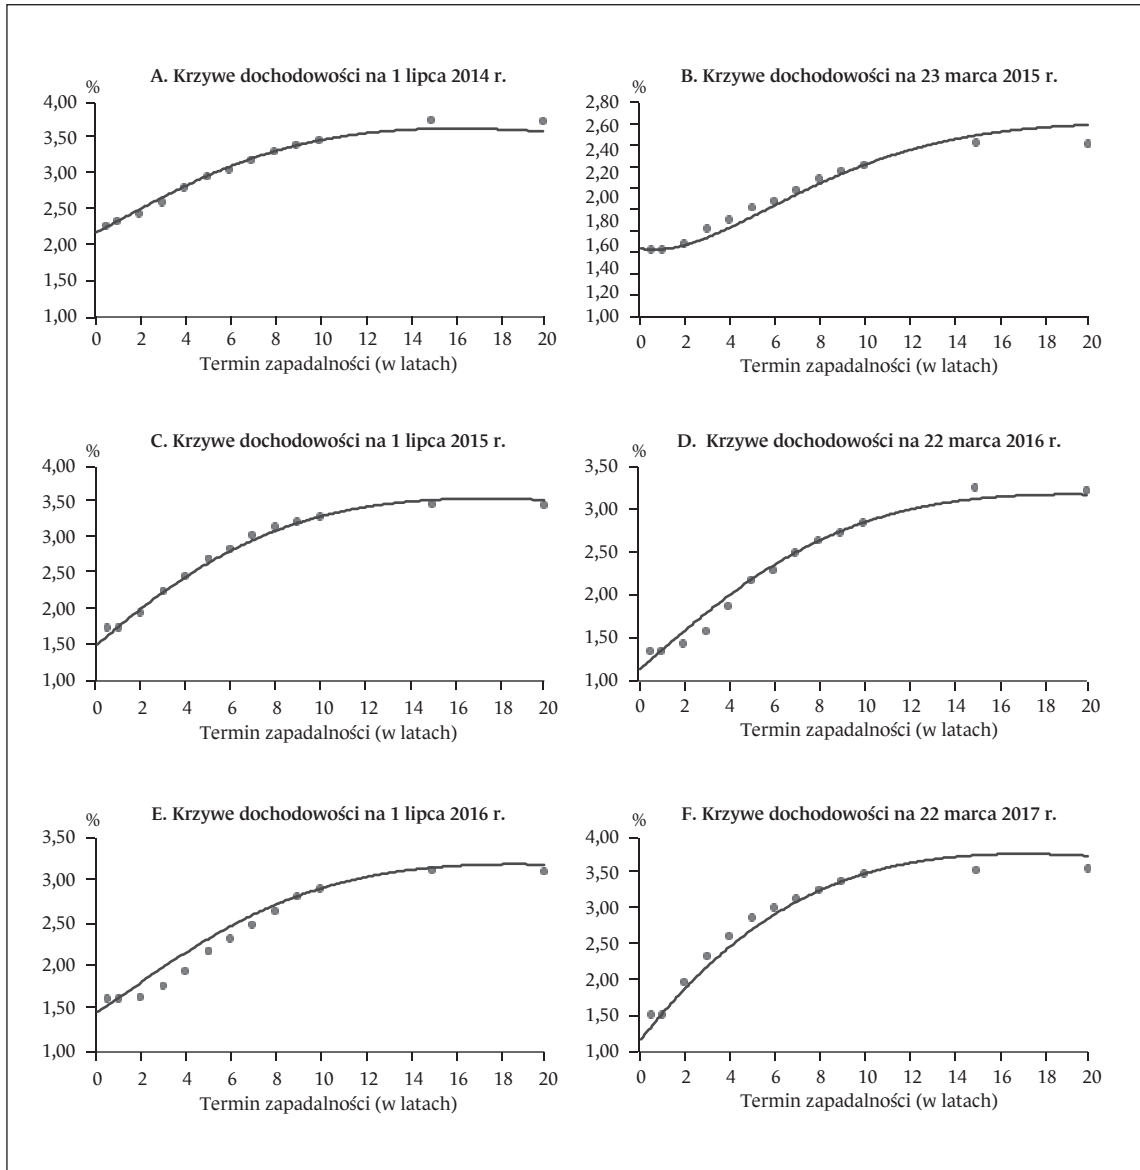 A. Krzywe dochodowości na 1 lipca 2014 r.
%
4,00
3,50
3,00
2,50
2,00
1,50
1,00
0 2 4 6 8 10 12 14 16 18 20
Termin zapadalności (w latach)
B. Krzywe dochodowości na 23 marca 2015 r.
%
2,80
2,60
2,40
2,20
2,00
1,80
1,60
1,40
1,20
1,00
0 2 4 6 8 10 12 14 16 18 20
Termin zapadalności (w latach)
C. Krzywe dochodowości na 1 lipca 2015 r.
%
4,00
3,50
3,00
2,50
2,00
1,50
1,00
0 2 4 6 8 10 12 14 16 18 20
Termin zapadalności (w latach)
D. Krzywe dochodowości na 22 marca 2016 r.
%
3,50
3,00
2,50
2,00
1,50
1,00
0 2 4 6 8 10 12 14 16 18 20
Termin zapadalności (w latach)
E. Krzywe dochodowości na 1 lipca 2016 r.
%
3,50
3,00
2,50
2,00
1,50
1,00
0 2 4 6 8 10 12 14 16 18 20
Termin zapadalności (w latach)
F. Krzywe dochodowości na 22 marca 2017 r.
%
4,00
3,50
3,00
2,50
2,00
1,50
1,00
0 2 4 6 8 10 12 14 16 18 20
Termin zapadalności (w latach)